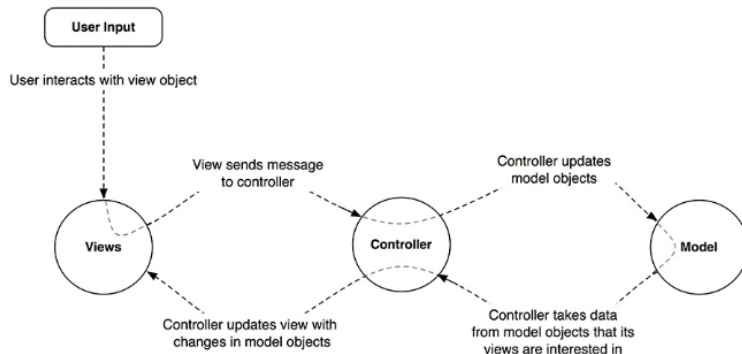 User Input
User interacts with view object
View sends message
to controller
Controller updates
model objects
Views
Controller
Model
Controller updates view with
changes in model objects
Controller takes data
from model objects that its
views are interested in